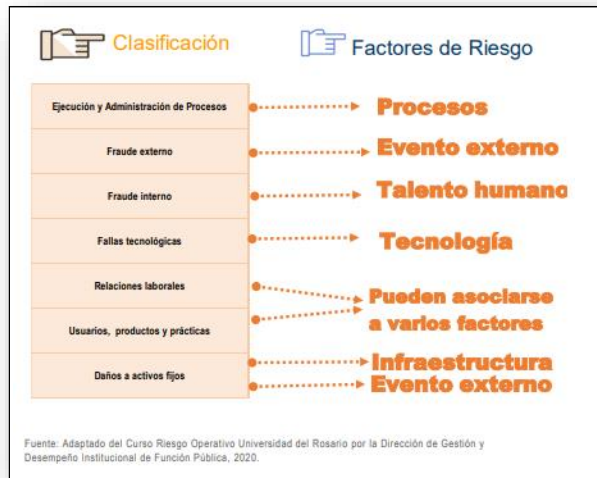 Clasificación
Factores de Riesgo
Ejecución y Administración de Procesos
Procesos
Fraude externo
Evento externo
Fraude interno
Talento humano
Fallas tecnológicas
Tecnología
Relaciones laborales
Usuarios, productos y prácticas
Pueden asociarse
a varios factores
Daños a activos fijos
Infraestructura
Evento externo
Fuente: Adaptado del Curso Riesgo Operativo Universidad del Rosario por la Dirección de Gestión y
Desempeño Institucional de Función Pública, 2020.